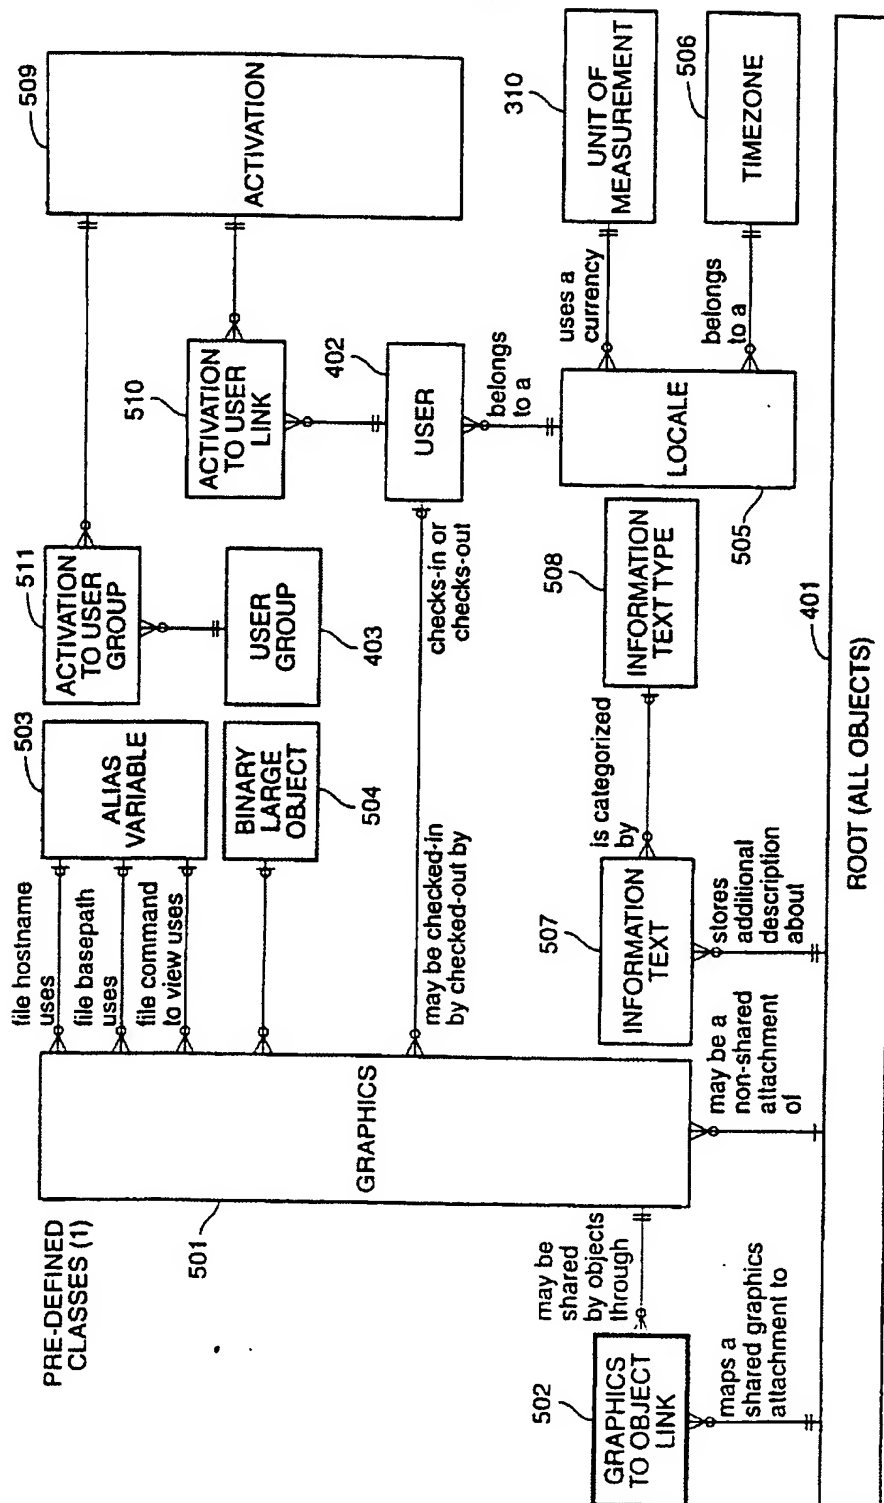 PRE-DEFINED
CLASSES (1)
501
GRAPHICS
file hostname
uses
file basepath
uses
file command
to view uses
503
ALIAS
VARIABLE
BINARY
LARGE
OBJECT
504
511
ACTIVATION
TO USER
GROUP
USER
GROUP
403
509
ACTIVATION
510
ACTIVATION
TO USER
LINK
402
USER
may be checked-in
by checked-out by
checks-in or
checks-out
belongs
to a
LOCALE
505
uses a
currency
310
UNIT OF
MEASUREMENT
belongs
to a
506
TIMEZONE
may be
shared
by objects
through
502
GRAPHICS
TO OBJECT
LINK
maps a
shared graphics
attachment to
may be a
non-shared
attachment
of
507
INFORMATION
TEXT
stores
additional
description
about
is categorized
by
508
INFORMATION
TEXT TYPE
401
ROOT (ALL OBJECTS)